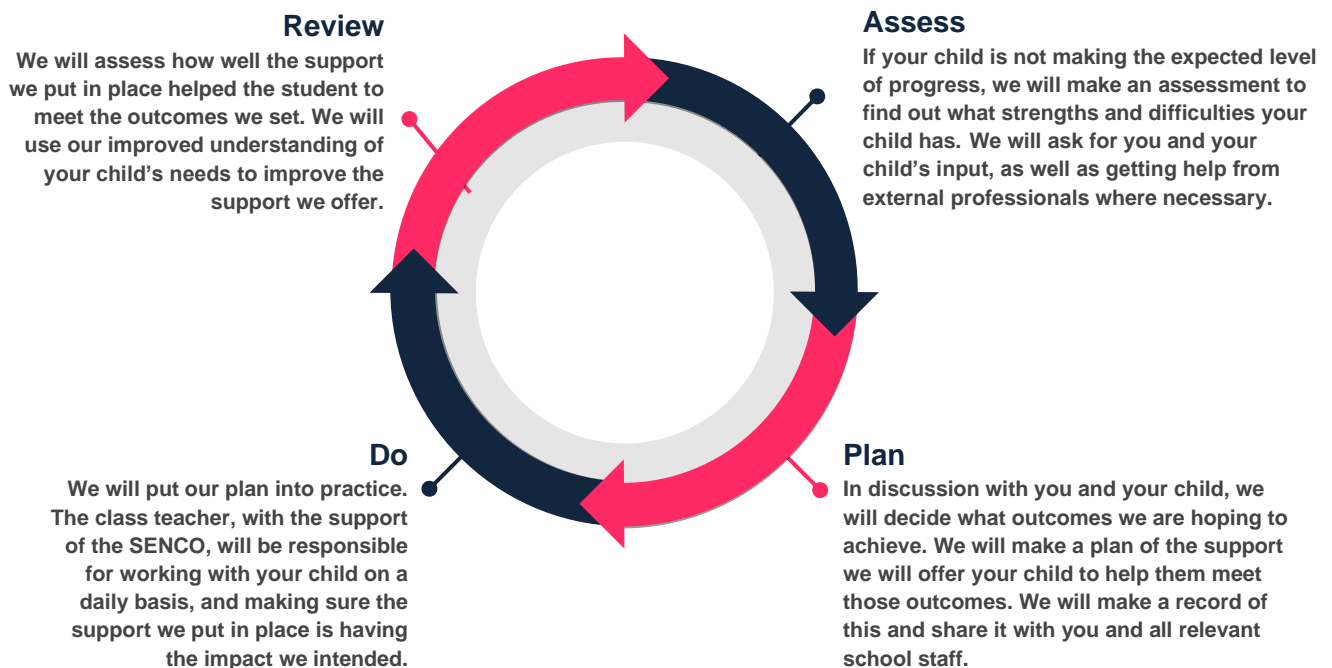 Review
We will assess how well the support
we put in place helped the student to
meet the outcomes we set. We will
use our improved understanding of
your child’s needs to improve the
support we offer.
Assess
If your child is not making the expected level
of progress, we will make an assessment to
find out what strengths and difficulties your
child has. We will ask for you and your
child’s input, as well as getting help from
external professionals where necessary.
Do
We will put our plan into practice.
The class teacher, with the support
of the SENCO, will be responsible
for working with your child on a
daily basis, and making sure the
support we put in place is having
the impact we intended.
Plan
In discussion with you and your child, we
will decide what outcomes we are hoping to
achieve. We will make a plan of the support
we will offer your child to help them meet
those outcomes. We will make a record of
this and share it with you and all relevant
school staff.